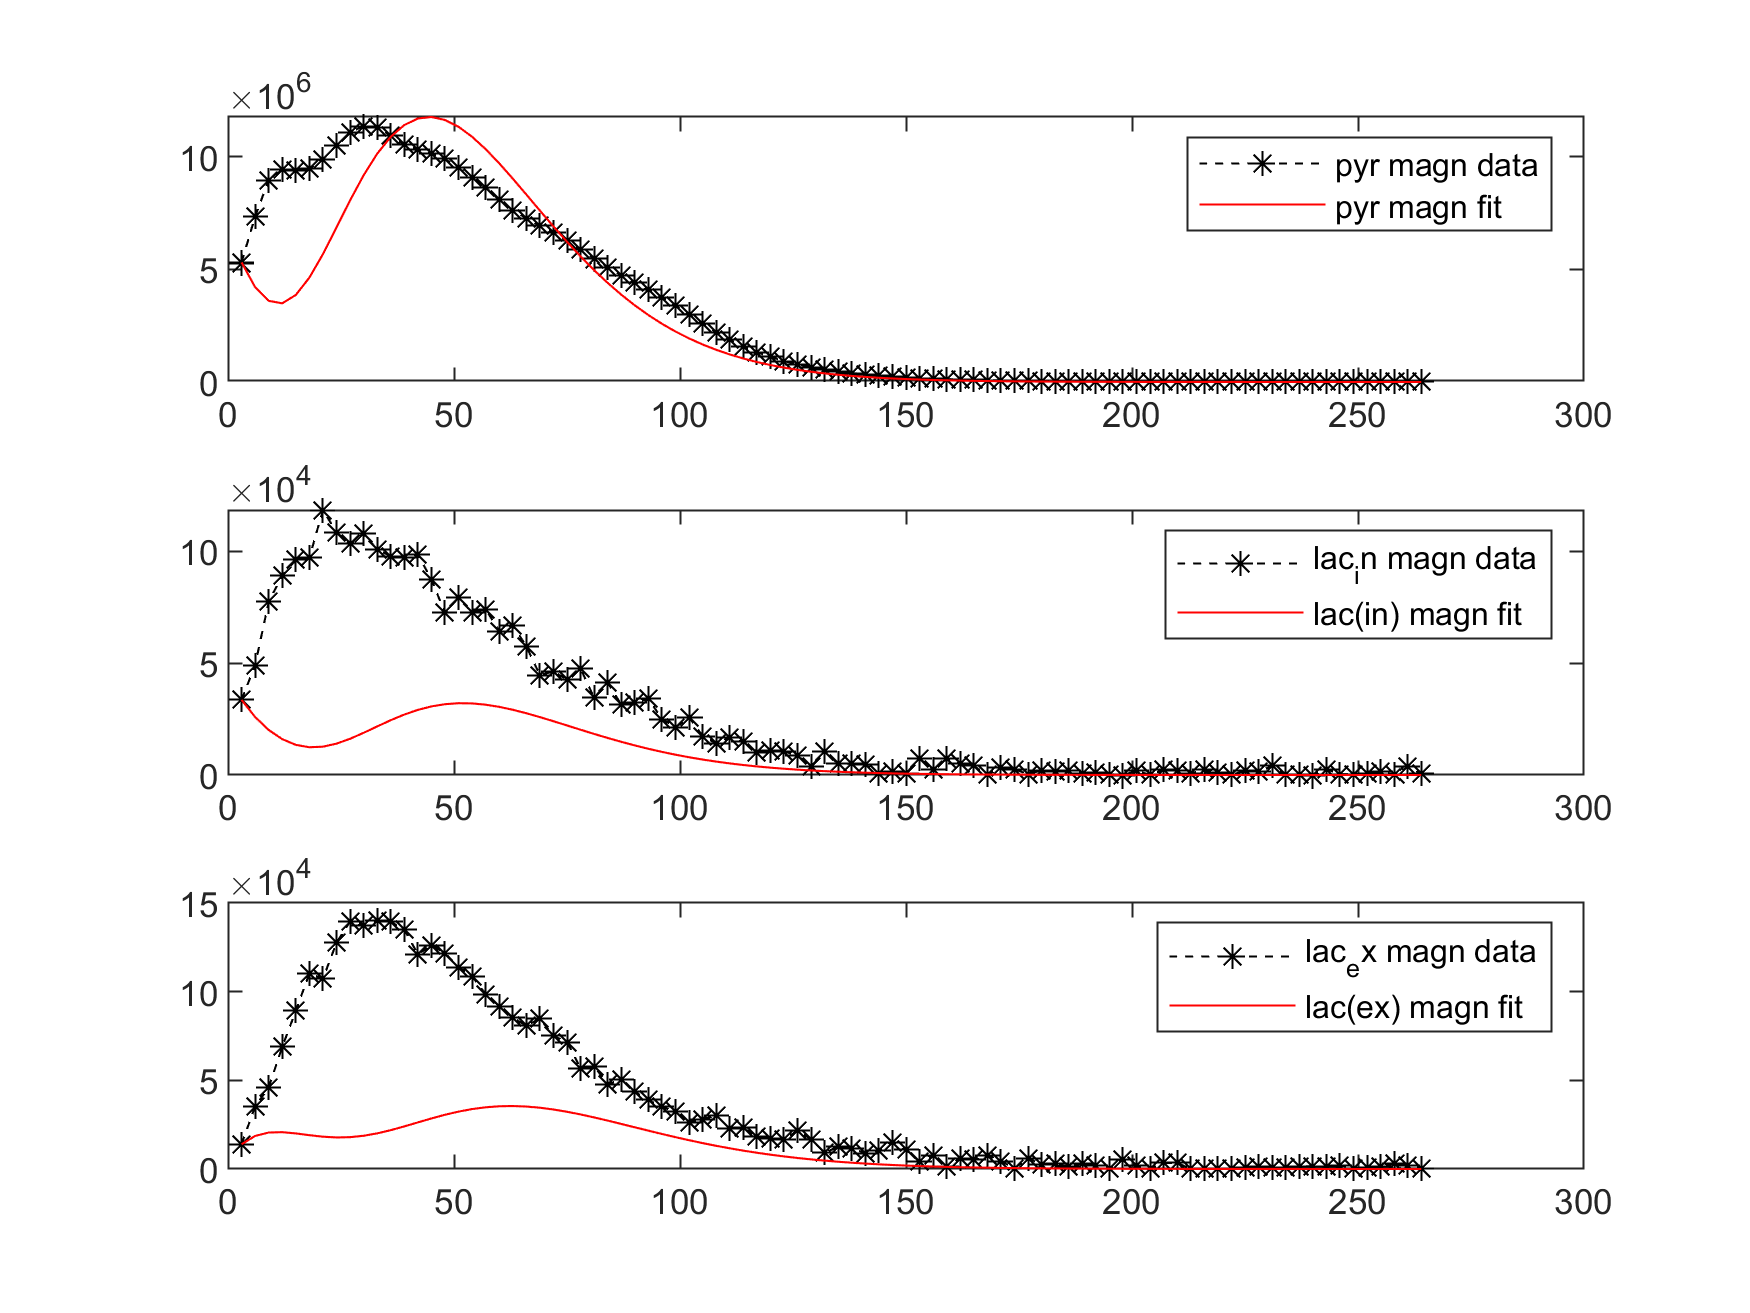 ×10^6
10
5
0
0 50 100 150 200 250 300
pyr magn data
pyr magn fit
×10^4
10
5
0
0 50 100 150 200 250 300
lac_in magn data
lac(in) magn fit
×10^4
15
10
5
0
0 50 100 150 200 250 300
lac_ex magn data
lac(ex) magn fit